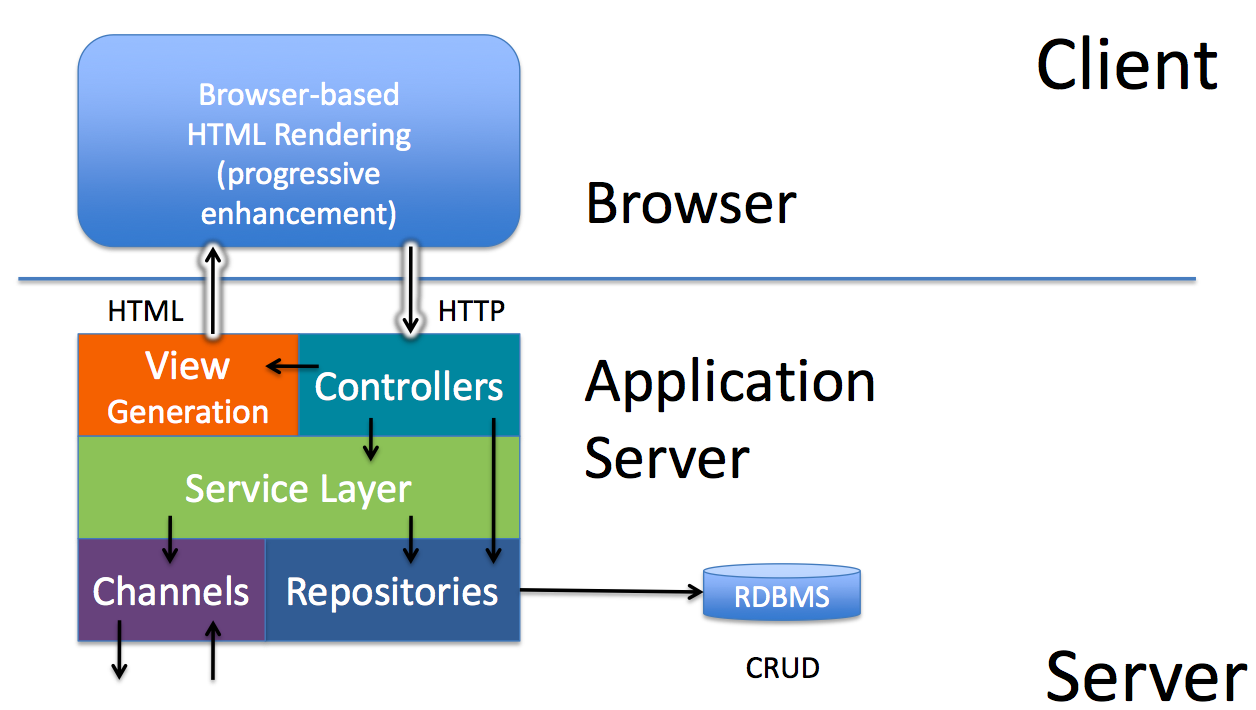 Client
Browser-based
HTML Rendering
(progressive
enhancement)
Browser
HTML
HTTP
View
Generation
Controllers
Application
Server
Service Layer
Channels
Repositories
RDBMS
CRUD
Server